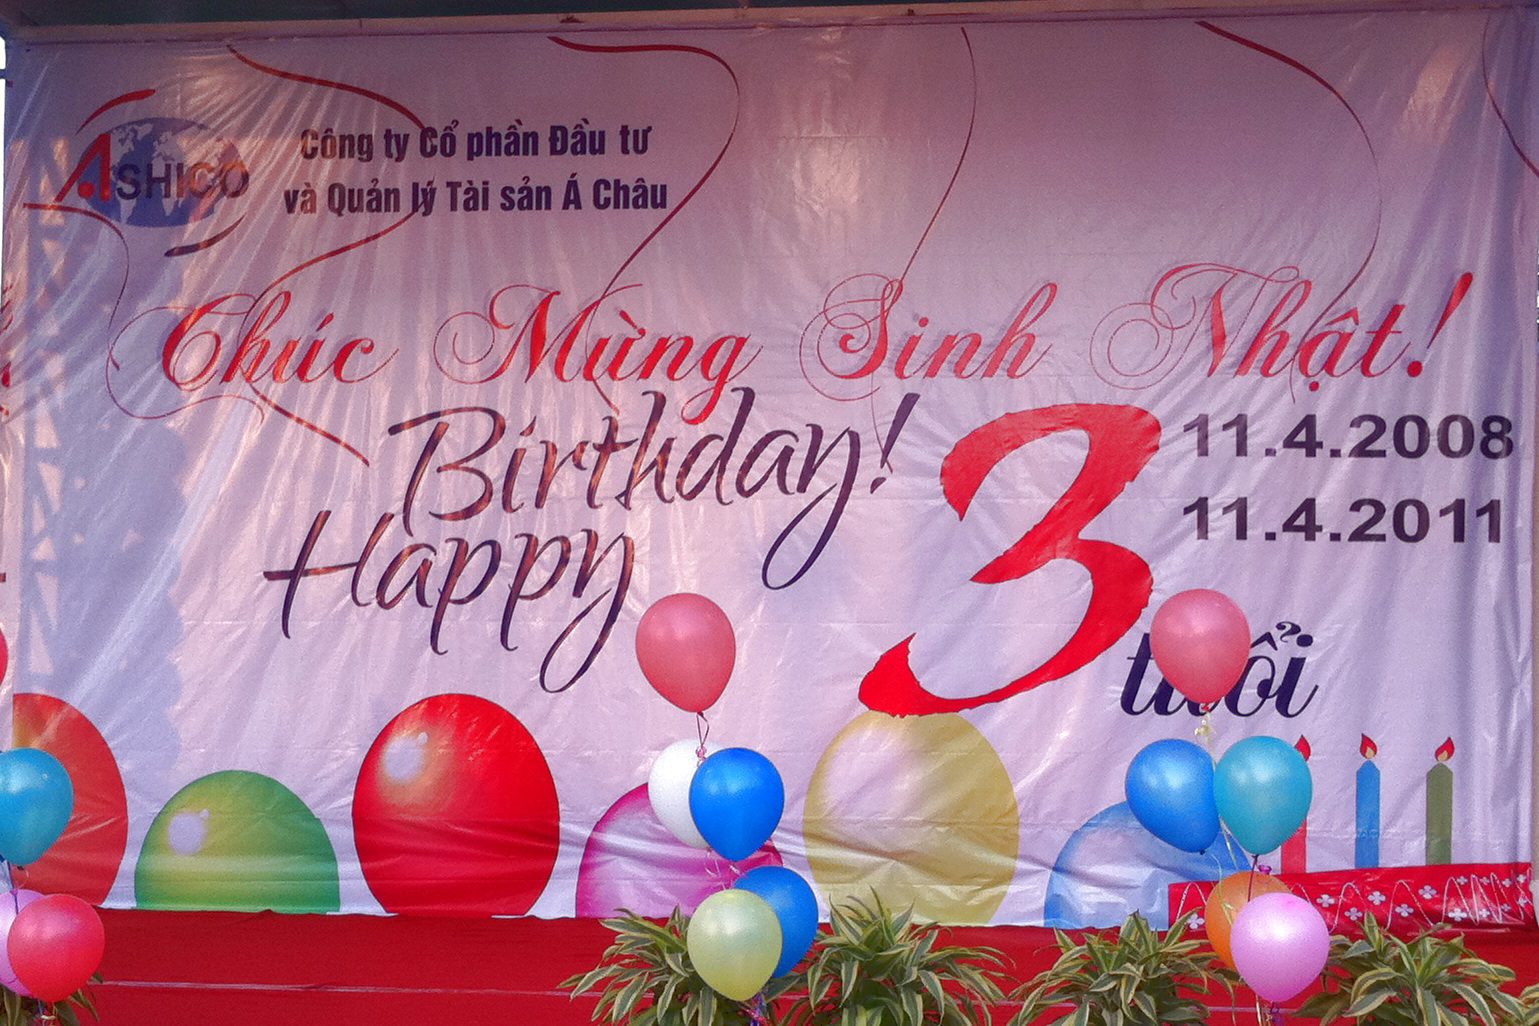 ASHICO
Công ty Cổ phần Đầu tư
và Quản lý Tài sản Á Châu
Chúc Mừng Sinh Nhật!
Birthday!
Happy
3
11.4.2008
11.4.2011
tuổi